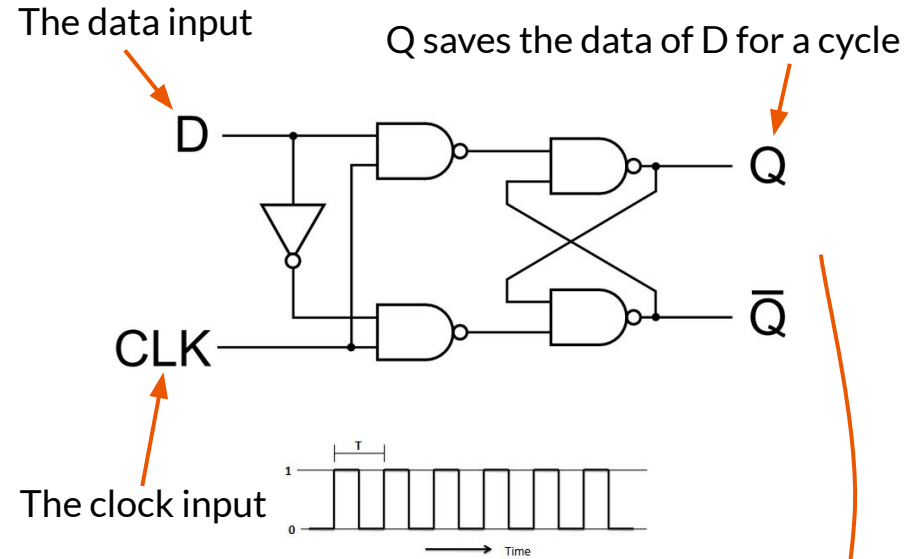 The data input
Q saves the data of D for a cycle
D
Q
CLK
Q̅
The clock input
T
1
0
Time